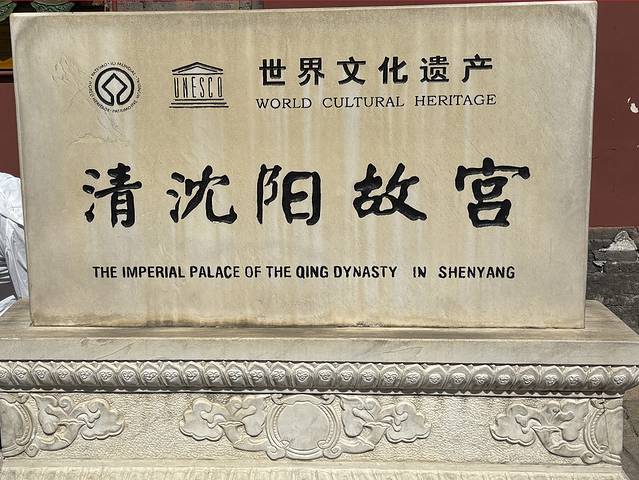 UNESCO
世界文化遗产
WORLD CULTURAL HERITAGE
清沈阳故宫
THE IMPERIAL PALACE OF THE QING DYNASTY IN SHENYANG